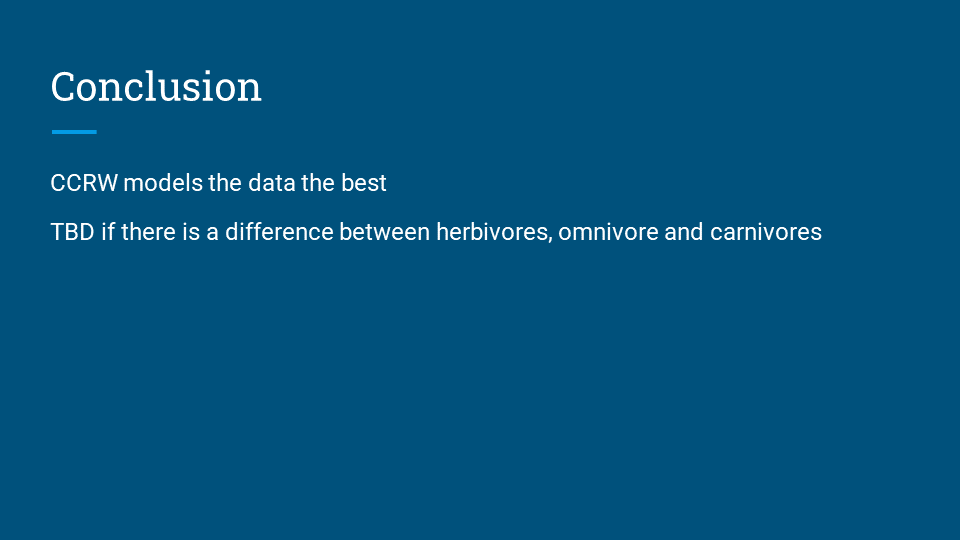 Conclusion
CCRW models the data the best
TBD if there is a difference between herbivores, omnivore and carnivores